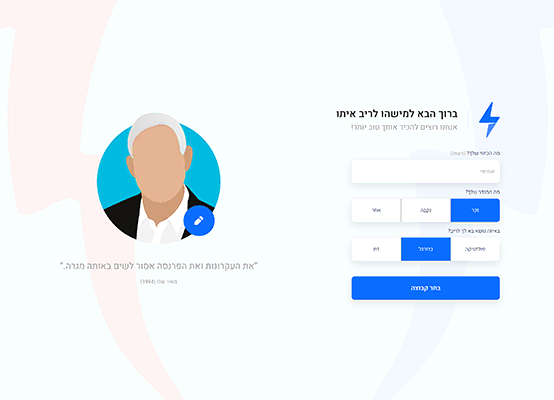 ברוך הבא למישהו לריב איתו
אנחנו רוצים להכיר אותך טוב יותר!
מה הכינוי שלך? (רשות)
אנונימי
מה המגדר שלך?
זכר
נקבה
אחר
באיזה נושא בא לך לריב?
פוליטיקה
כדורגל
דת
בחר קבוצה
"את העקרונות ואת הפרנסה אסור לשים באותה מגרה."
מאיר שלו (1994)